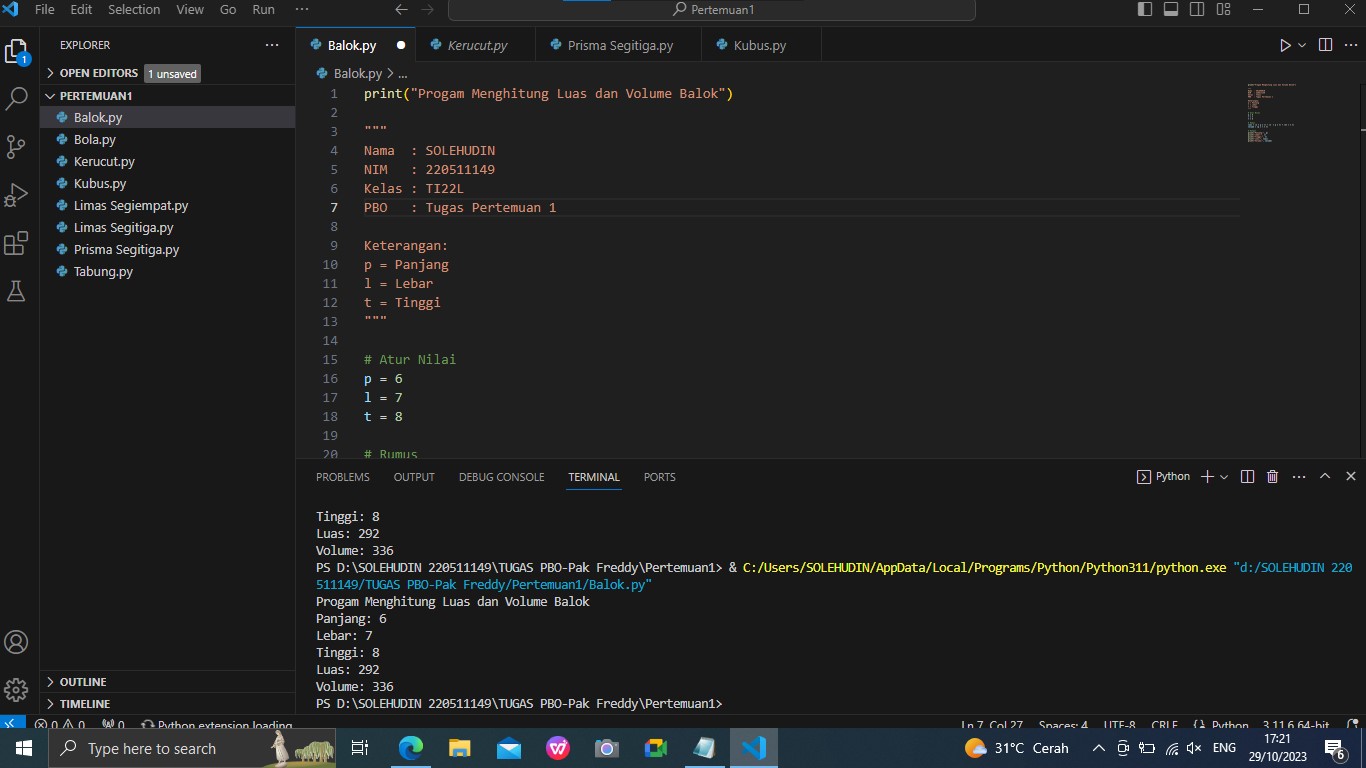 File Edit Selection View Go Run ··· Pertemuan1
EXPLORER ···
1
OPEN EDITORS 1 unsaved
PERTEMUAN1
Balok.py
Bola.py
Kerucut.py
Kubus.py
Limas Segiempat.py
Limas Segitiga.py
Prisma Segitiga.py
Tabung.py
OUTLINE
TIMELINE
Balok.py Kerucut.py Prisma Segitiga.py Kubus.py
Balok.py > ...
1 print("Progam Menghitung Luas dan Volume Balok")
2
3 """
4 Nama  : SOLEHUDIN
5 NIM   : 220511149
6 Kelas : TI22L
7 PBO   : Tugas Pertemuan 1
8
9 Keterangan:
10 p = Panjang
11 l = Lebar
12 t = Tinggi
13 """
14
15 # Atur Nilai
16 p = 6
17 l = 7
18 t = 8
19
20 # Rumus
PROBLEMS OUTPUT DEBUG CONSOLE TERMINAL PORTS Python
Tinggi: 8
Luas: 292
Volume: 336
PS D:\SOLEHUDIN 220511149\TUGAS PBO-Pak Freddy\Pertemuan1> & C:/Users/SOLEHUDIN/AppData/Local/Programs/Python/Python311/python.exe "d:/SOLEHUDIN 220
511149/TUGAS PBO-Pak Freddy/Pertemuan1/Balok.py"
Progam Menghitung Luas dan Volume Balok
Panjang: 6
Lebar: 7
Tinggi: 8
Luas: 292
Volume: 336
PS D:\SOLEHUDIN 220511149\TUGAS PBO-Pak Freddy\Pertemuan1>
0 0 0 Python extension loading Ln 7, Col 27 Spaces: 4 UTF-8 CRLF Python 3.11.6 64-bit
Type here to search 31°C Cerah ENG 17:21
29/10/2023 6